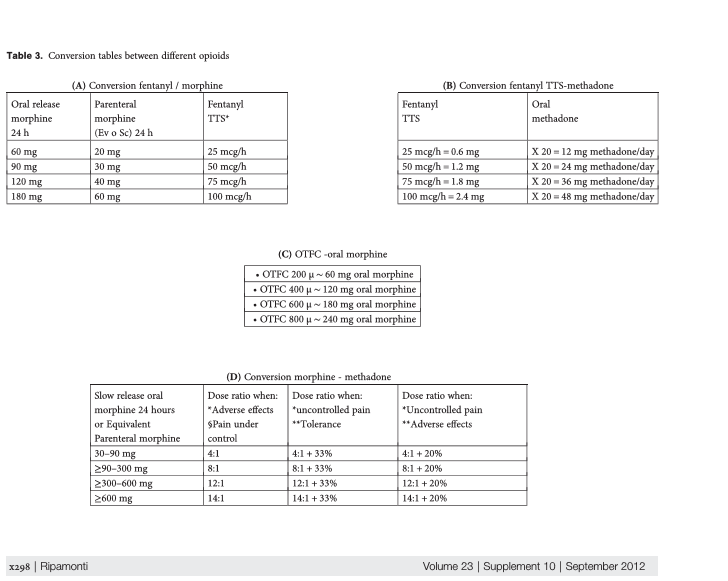 Table 3. Conversion tables between different opioids
(A) Conversion fentanyl / morphine
Oral release morphine 24 h | Parenteral morphine (Ev o Sc) 24 h | Fentanyl TTS*
60 mg | 20 mg | 25 mcg/h
90 mg | 30 mg | 50 mcg/h
120 mg | 40 mg | 75 mcg/h
180 mg | 60 mg | 100 mcg/h
(B) Conversion fentanyl TTS-methadone
Fentanyl TTS | Oral methadone
25 mcg/h = 0.6 mg | X 20 = 12 mg methadone/day
50 mcg/h = 1.2 mg | X 20 = 24 mg methadone/day
75 mcg/h = 1.8 mg | X 20 = 36 mg methadone/day
100 mcg/h = 2.4 mg | X 20 = 48 mg methadone/day
(C) OTFC -oral morphine
• OTFC 200 μ ~ 60 mg oral morphine
• OTFC 400 μ ~ 120 mg oral morphine
• OTFC 600 μ ~ 180 mg oral morphine
• OTFC 800 μ ~ 240 mg oral morphine
(D) Conversion morphine - methadone
Slow release oral morphine 24 hours or Equivalent Parenteral morphine | Dose ratio when: *Adverse effects §Pain under control | Dose ratio when: *uncontrolled pain **Tolerance | Dose ratio when: *Uncontrolled pain **Adverse effects
30–90 mg | 4:1 | 4:1 + 33% | 4:1 + 20%
≥90–300 mg | 8:1 | 8:1 + 33% | 8:1 + 20%
≥300–600 mg | 12:1 | 12:1 + 33% | 12:1 + 20%
≥600 mg | 14:1 | 14:1 + 33% | 14:1 + 20%
x298 | Ripamonti
Volume 23 | Supplement 10 | September 2012